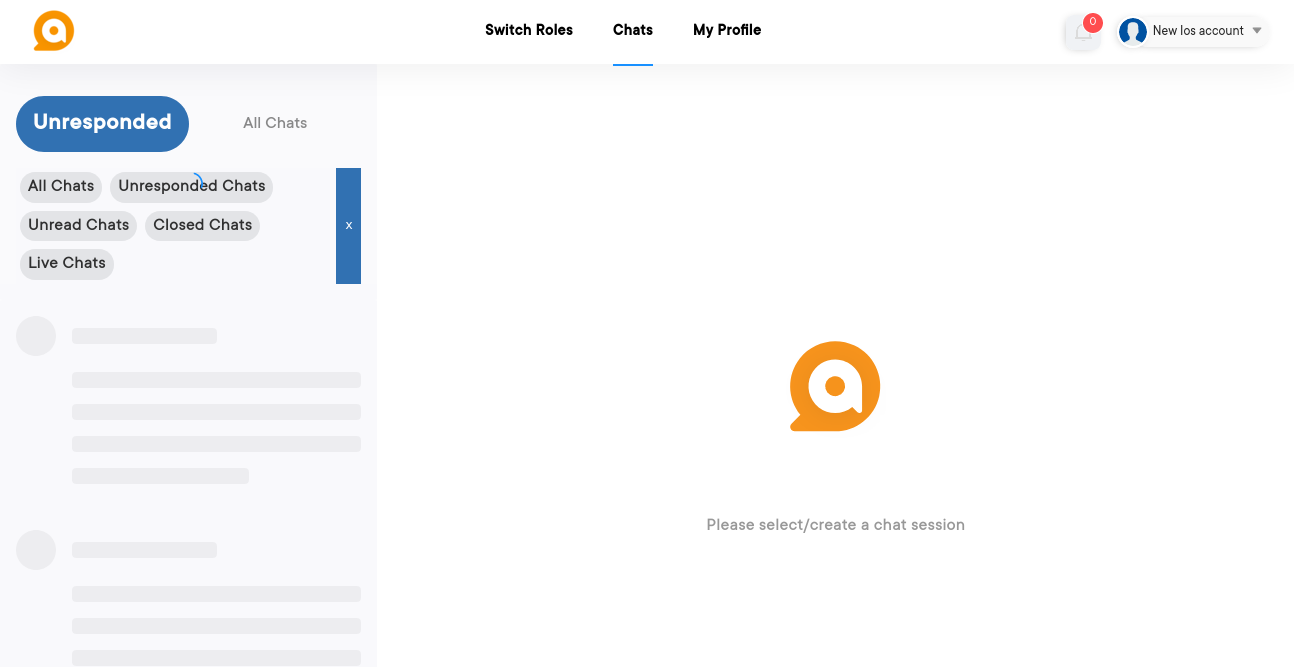 Switch Roles Chats My Profile 0 New Ios account
Unresponded All Chats
All Chats Unresponded Chats
Unread Chats Closed Chats x
Live Chats
Please select/create a chat session